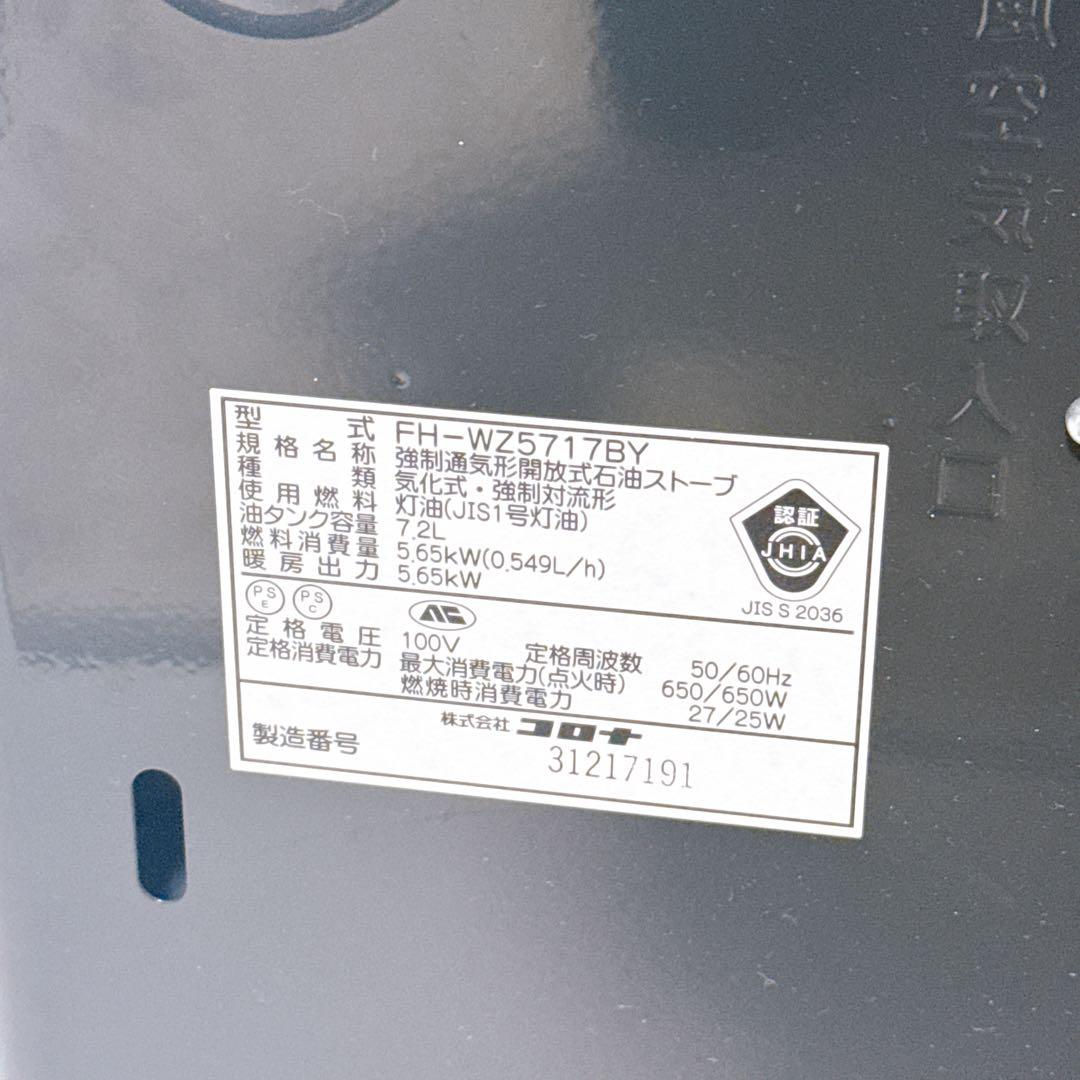 風空気取入口
型式 FH-WZ5717BY
規格名称 強制通気形開放式石油ストーブ
種類 気化式・強制対流形
使用燃料 灯油(JIS1号灯油)
油タンク容量 7.2L
燃料消費量 5.65kW(0.549L/h)
暖房出力 5.65kW
認証
JHIA
JIS S 2036
PS E PS C
定格電圧 100V 定格周波数 50/60Hz
定格消費電力 最大消費電力(点火時) 650/650W
燃焼時消費電力 27/25W
株式会社 コロナ
製造番号 31217191